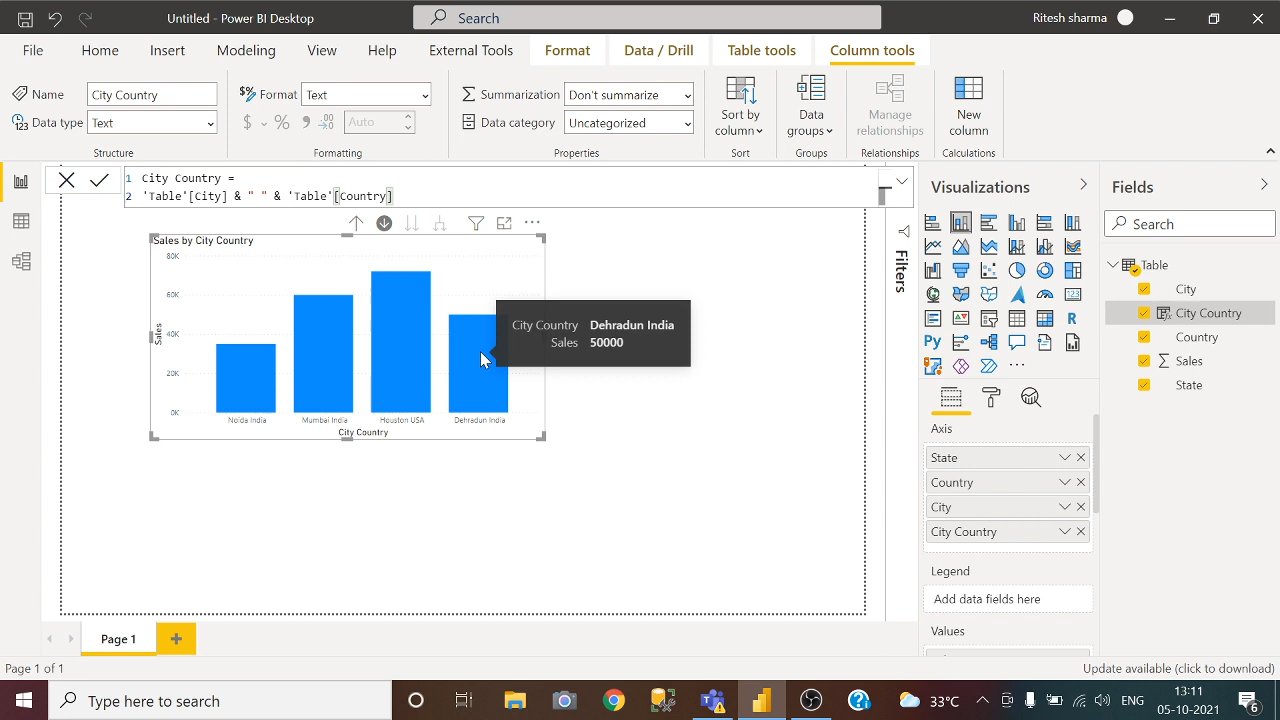 Untitled - Power BI Desktop
Search
Ritesh sharma
File Home Insert Modeling View Help External Tools Format Data / Drill Table tools Column tools
Name City Country
Data type Text
Structure
Format Text
$ % 9 .00 Auto
Formatting
Summarization Don't summarize
Data category Uncategorized
Properties
Sort by column
Sort
Data groups
Groups
Manage relationships
Relationships
New column
Calculations
1 City Country =
2 'Table'[City] & " " & 'Table'[Country]
Sales by City Country
80K
60K
40K
20K
0K
Sales
Noida India Mumbai India Houston USA Dehradun India
City Country
City Country Dehradun India
Sales 50000
Filters
Visualizations
R
Py
123
Axis
State
Country
City
City Country
Legend
Add data fields here
Values
Fields
Search
Table
City
City Country
Country
Sales
State
Page 1
Page 1 of 1
Update available (click to download)
Type here to search
33°C
ENG
13:11
05-10-2021
6